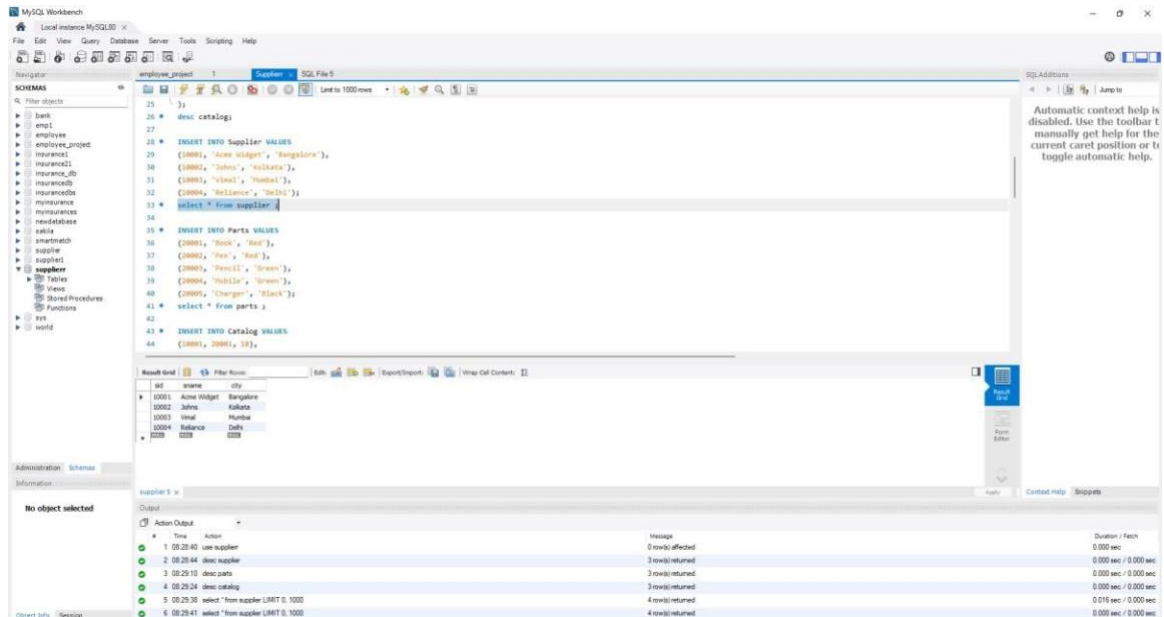 MySQL Workbench
Local instance MySQL80 ×
File Edit View Query Database Server Tools Scripting Help
Navigator
SCHEMAS
Filter objects
bank
emp1
employee
employee_project
insurance1
insurance21
insurance_db
insurancedb
insurancedbs
myinsurance
myinsurances
newdatabase
sakila
smartmatch
supplier
supplier1
supplierr
Tables
Views
Stored Procedures
Functions
sys
world
Administration Schemas
Information
No object selected
Object Info Session
employee_project 1 Supplierr × SQL File 5
Limit to 1000 rows
25 );
26 desc catalog;
27
28 INSERT INTO Supplier VALUES
29 (10001, 'Acme Widget', 'Bangalore'),
30 (10002, 'Johns', 'Kolkata'),
31 (10003, 'Vimal', 'Mumbai'),
32 (10004, 'Reliance', 'Delhi');
33 select * from supplier ;
34
35 INSERT INTO Parts VALUES
36 (20001, 'Book', 'Red'),
37 (20002, 'Pen', 'Red'),
38 (20003, 'Pencil', 'Green'),
39 (20004, 'Mobile', 'Green'),
40 (20005, 'Charger', 'Black');
41 select * from parts ;
42
43 INSERT INTO Catalog VALUES
44 (10001, 20001, 10),
Result Grid Filter Rows: Edit: Export/Import: Wrap Cell Content:
sid sname city
10001 Acme Widget Bangalore
10002 Johns Kolkata
10003 Vimal Mumbai
10004 Reliance Delhi
NULL NULL NULL
Result Grid
Form Editor
supplier 5 ×
Apply
Output
Action Output
# Time Action Message Duration / Fetch
1 08:28:40 use supplierr 0 row(s) affected 0.000 sec
2 08:28:44 desc supplier 3 row(s) returned 0.000 sec / 0.000 sec
3 08:29:10 desc parts 3 row(s) returned 0.000 sec / 0.000 sec
4 08:29:24 desc catalog 3 row(s) returned 0.000 sec / 0.000 sec
5 08:29:38 select * from supplier LIMIT 0, 1000 4 row(s) returned 0.016 sec / 0.000 sec
6 08:29:41 select * from supplier LIMIT 0, 1000 4 row(s) returned 0.000 sec / 0.000 sec
SQLAdditions
Jump to
Automatic context help is
disabled. Use the toolbar t
manually get help for the
current caret position or to
toggle automatic help.
Context Help Snippets